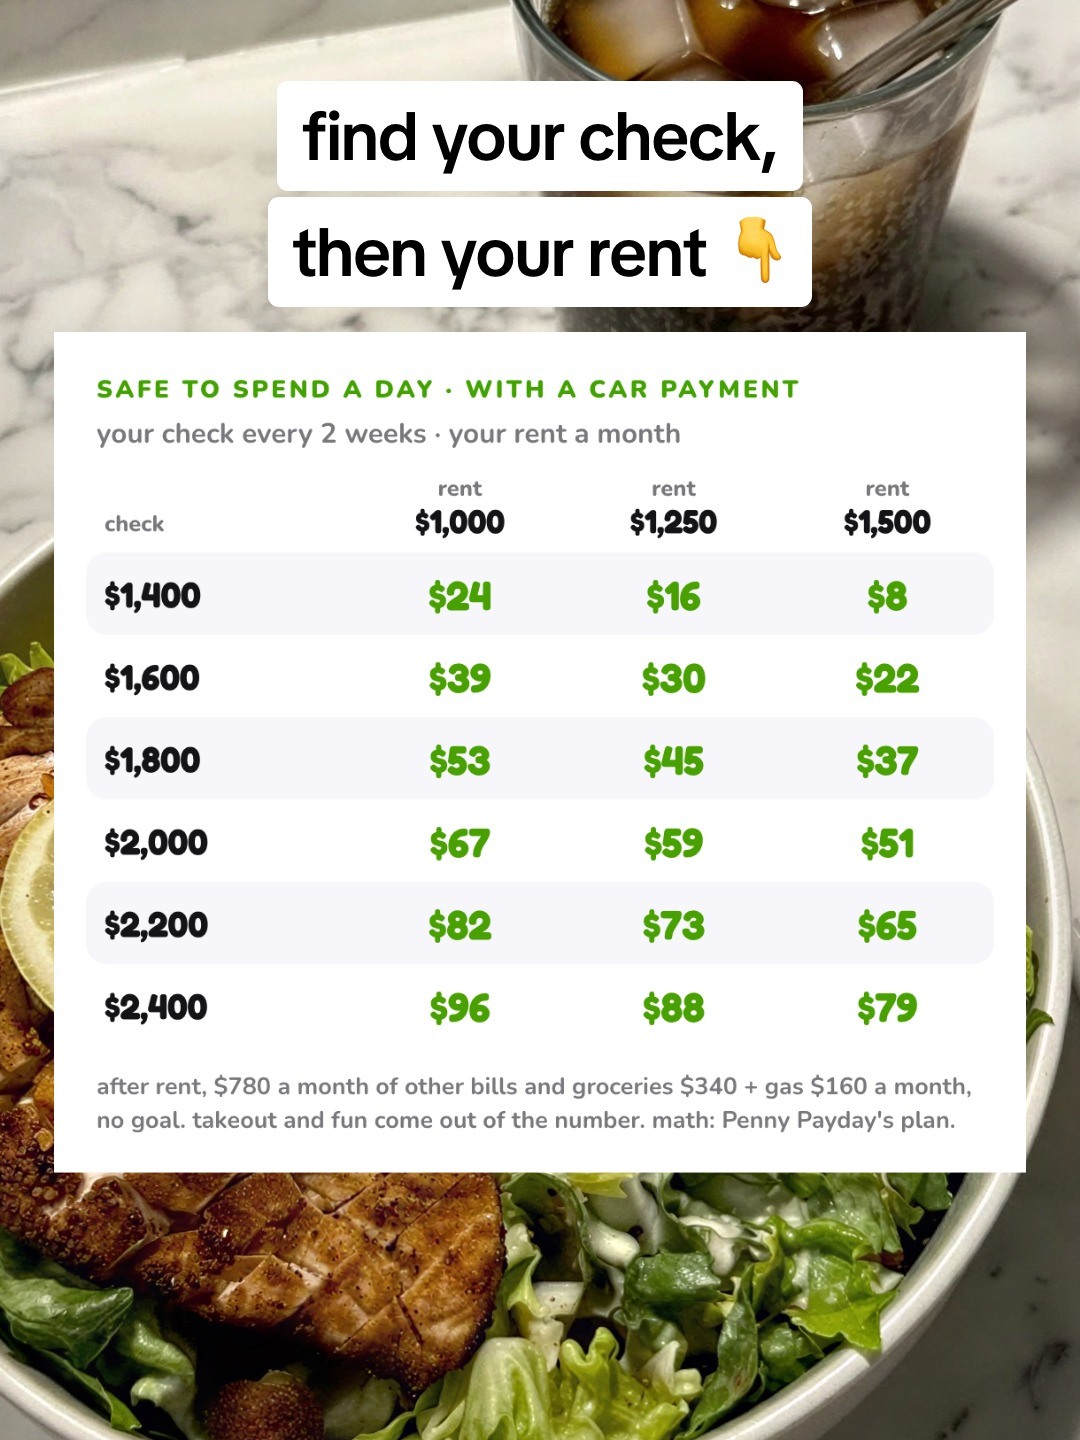 find your check,
then your rent 👇
SAFE TO SPEND A DAY · WITH A CAR PAYMENT
your check every 2 weeks · your rent a month
rent rent rent
check $1,000 $1,250 $1,500
$1,400 $24 $16 $8
$1,600 $39 $30 $22
$1,800 $53 $45 $37
$2,000 $67 $59 $51
$2,200 $82 $73 $65
$2,400 $96 $88 $79
after rent, $780 a month of other bills and groceries $340 + gas $160 a month,
no goal. takeout and fun come out of the number. math: Penny Payday's plan.